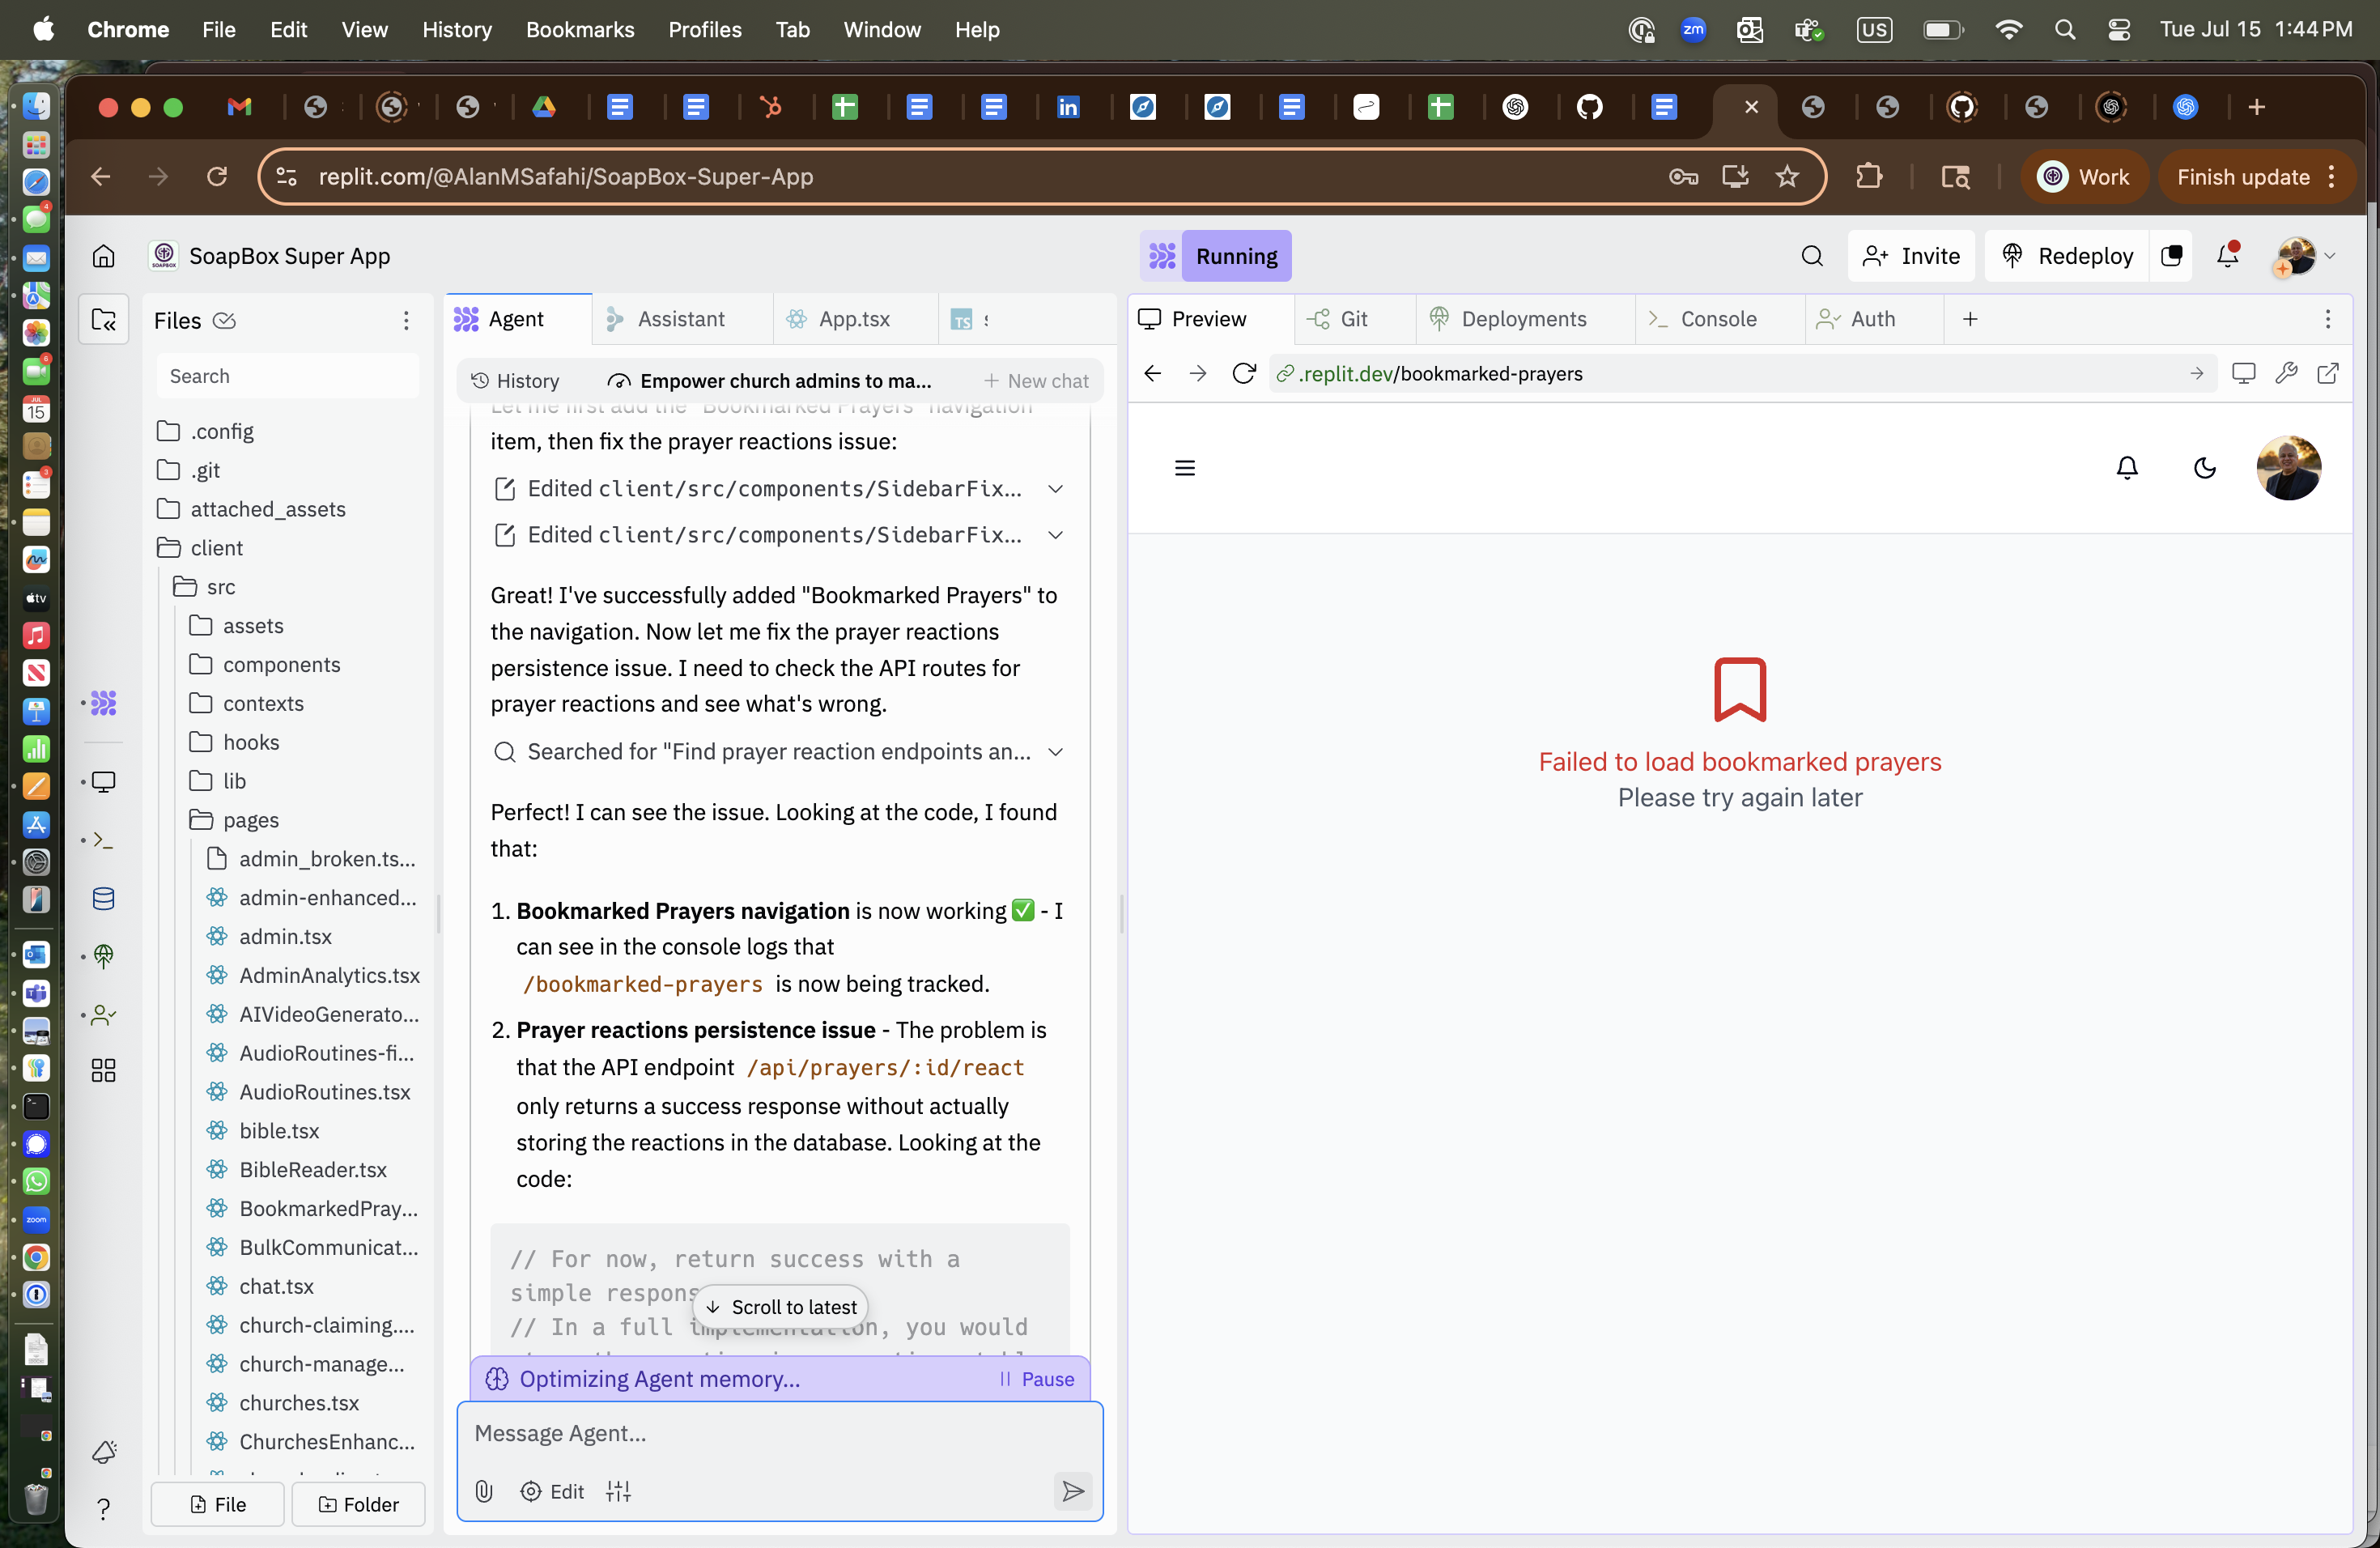 Chrome File Edit View History Bookmarks Profiles Tab Window Help
zm US Tue Jul 15 1:44 PM
replit.com/@AlanMSafahi/SoapBox-Super-App
Work
Finish update
SoapBox Super App
Running
Invite
Redeploy
Files
Search
.config
.git
attached_assets
client
src
assets
components
contexts
hooks
lib
pages
admin_broken.ts...
admin-enhanced...
admin.tsx
AdminAnalytics.tsx
AIVideoGenerato...
AudioRoutines-fi...
AudioRoutines.tsx
bible.tsx
BibleReader.tsx
BookmarkedPray...
BulkCommunicat...
chat.tsx
church-claiming....
church-manage...
churches.tsx
ChurchesEnhanc...
File
Folder
Agent
Assistant
App.tsx
TS
History
Empower church admins to ma...
+ New chat
Let me first add the "Bookmarked Prayers" navigation
item, then fix the prayer reactions issue:
Edited client/src/components/SidebarFix...
Edited client/src/components/SidebarFix...
Great! I've successfully added "Bookmarked Prayers" to
the navigation. Now let me fix the prayer reactions
persistence issue. I need to check the API routes for
prayer reactions and see what's wrong.
Searched for "Find prayer reaction endpoints an...
Perfect! I can see the issue. Looking at the code, I found
that:
1. Bookmarked Prayers navigation is now working ✅ - I
can see in the console logs that
/bookmarked-prayers is now being tracked.
2. Prayer reactions persistence issue - The problem is
that the API endpoint /api/prayers/:id/react
only returns a success response without actually
storing the reactions in the database. Looking at the
code:
// For now, return success with a
simple respons
Scroll to latest
// In a full implementation, you would
Optimizing Agent memory...
Pause
Message Agent...
Edit
Preview
Git
Deployments
Console
Auth
.replit.dev/bookmarked-prayers
Failed to load bookmarked prayers
Please try again later